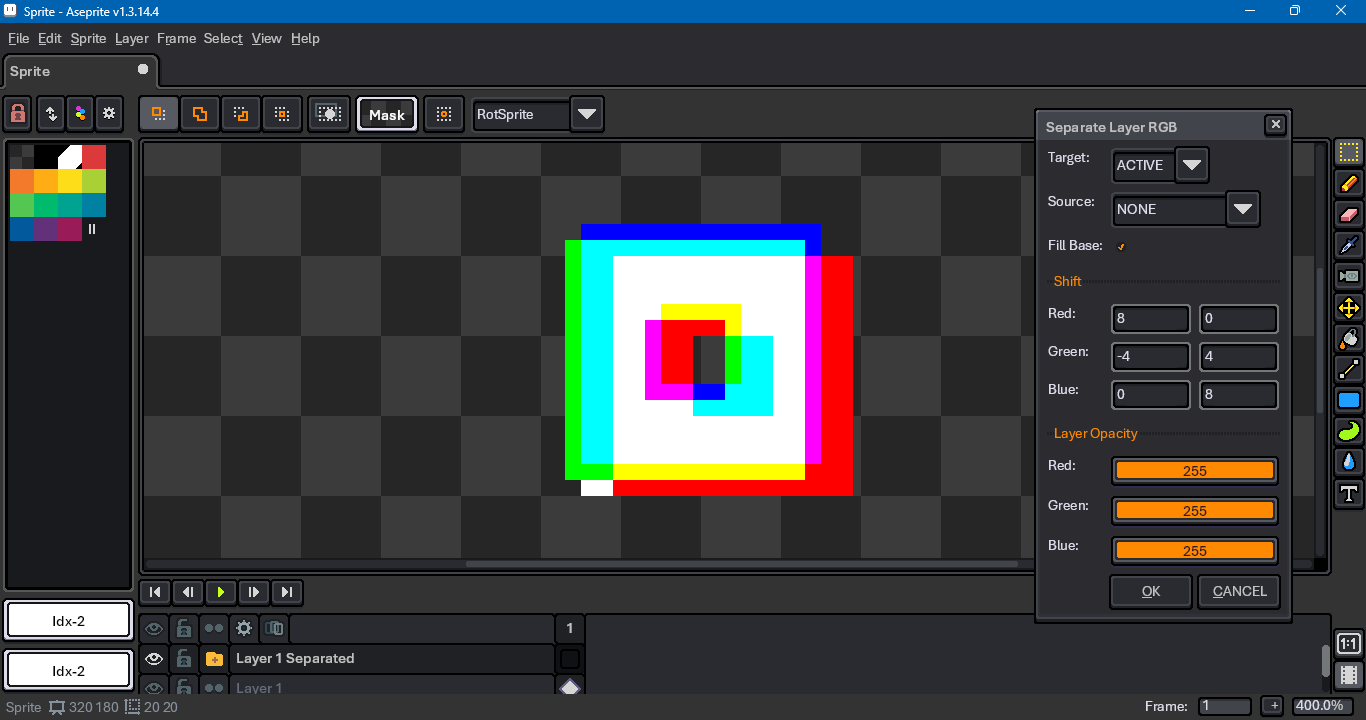 Sprite - Aseprite v1.3.14.4
File Edit Sprite Layer Frame Select View Help
Sprite
Mask
RotSprite
Separate Layer RGB
Target: ACTIVE
Source: NONE
Fill Base:
Shift
Red: 8 0
Green: -4 4
Blue: 0 8
Layer Opacity
Red: 255
Green: 255
Blue: 255
OK CANCEL
Idx-2
Idx-2
1
Layer 1 Separated
Layer 1
1:1
Sprite 320 180 20 20
Frame: 1 + 400.0%